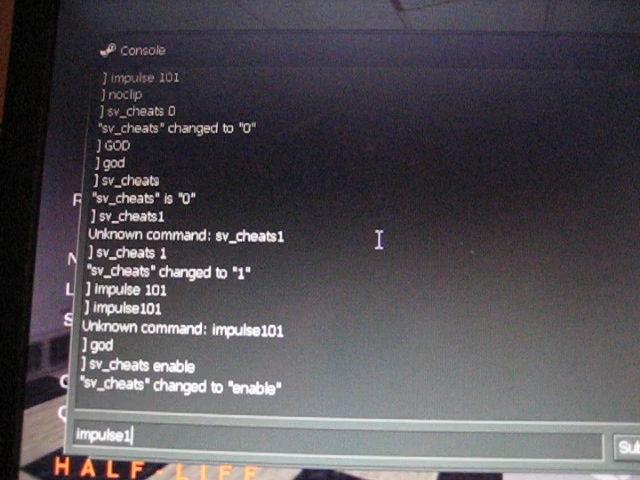 Console
] impulse 101
] noclip
] sv_cheats 0
"sv_cheats" changed to "0"
] GOD
] god
] sv_cheats
"sv_cheats" is "0"
] sv_cheats1
Unknown command: sv_cheats1
] sv_cheats 1
"sv_cheats" changed to "1"
] impulse 101
] impulse101
Unknown command: impulse101
] god
] sv_cheats enable
"sv_cheats" changed to "enable"
impulse1
HALF-LIFE